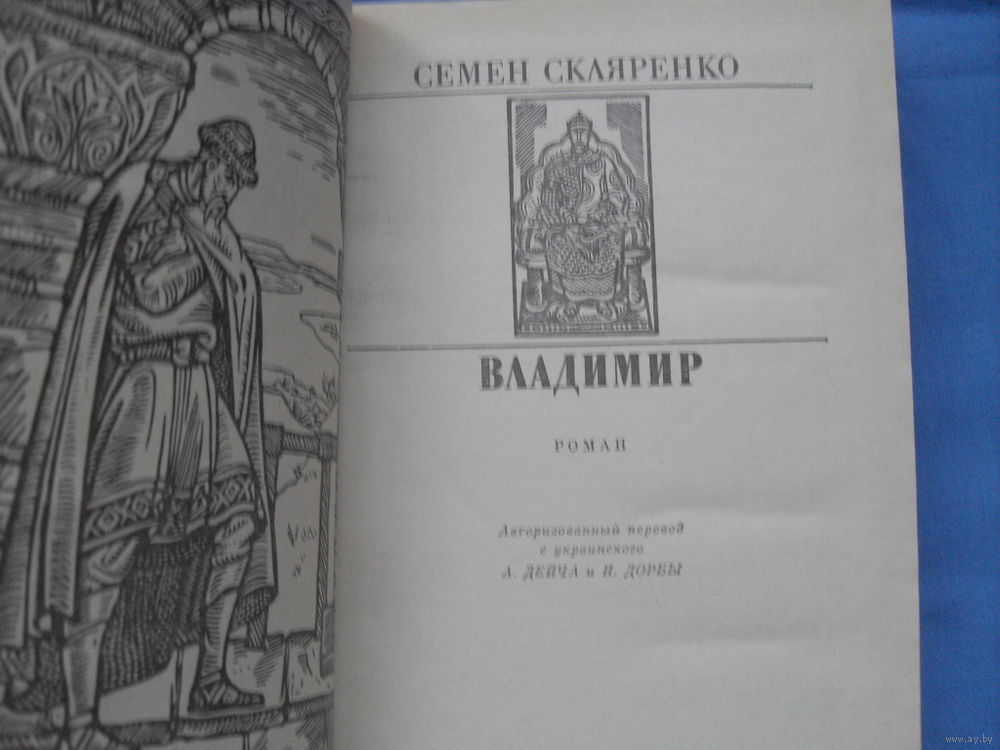 СЕМЕН СКЛЯРЕНКО
ВЛАДИМИР
РОМАН
Авторизованный перевод
с украинского
А. ДЕЙЧА и И. ДОРБЫ
www.ay.by